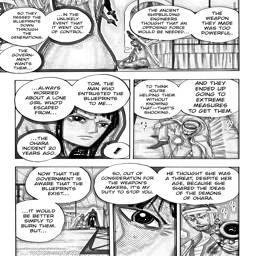 SO THEY
PASSED THE
BLUEPRINTS
DOWN
THROUGH
THE
GENERATIONS.
...IN THE
UNLIKELY
EVENT THAT
IT WENT OUT
OF CONTROL.
THE ANCIENT
SHIPBUILDING
ENGINEERS
THOUGHT THAT
AN OPPOSING
FORCE WOULD
BE NEEDED...
THE
WEAPON
THEY MADE
WAS TOO
POWERFUL.
THE
GOVERN-
MENT
WANTS
THEM...
...ALWAYS
WORRIED
ABOUT A
LONE GIRL
WHO'D
ESCAPED
FROM...
TOM, THE
MAN WHO
ENTRUSTED THE
BLUEPRINTS
TO ME...
...THE
OHARA
INCIDENT 20
YEARS AGO.
TO THINK
YOU'RE
HELPING THEM
WITHOUT
KNOWING
THAT--THAT'S
SHOCKING.
AND THEY
ENDED UP
GOING TO
EXTREME
MEASURES
TO GET THEM.
NOW THAT THE
GOVERNMENT IS
AWARE THAT THE
BLUEPRINTS
EXIST...
...IT WOULD
BE BETTER
SIMPLY TO
BURN THEM.
BUT...
SO, OUT OF
CONSIDERATION
FOR THE
WEAPON'S
MAKERS, IT'S MY
DUTY TO STOP YOU.
HE THOUGHT SHE WAS
A THREAT, DESPITE HER
AGE, BECAUSE SHE
SHARED THE IDEAS
OF THE DEMONS
OF OHARA.